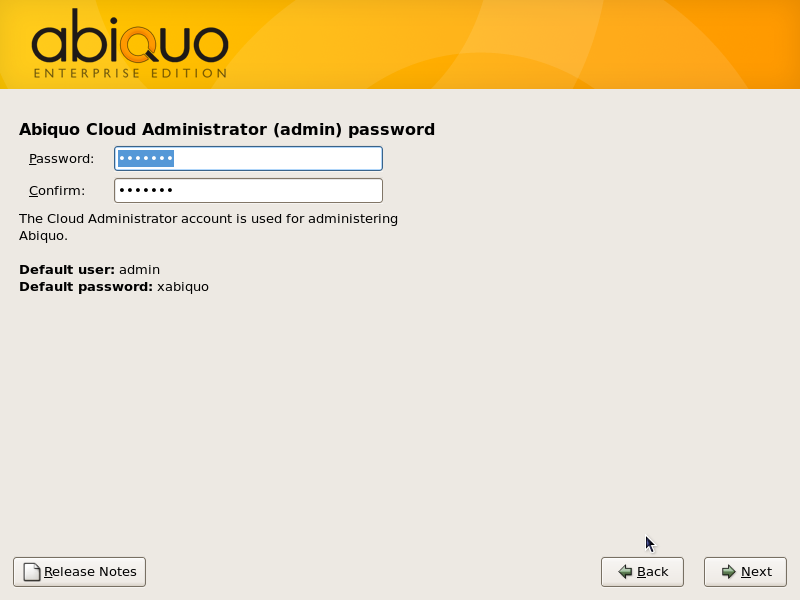 abiquo
ENTERPRISE EDITION
Abiquo Cloud Administrator (admin) password
Password: •••••••
Confirm: •••••••
The Cloud Administrator account is used for administering
Abiquo.
Default user: admin
Default password: xabiquo
Release Notes
Back
Next